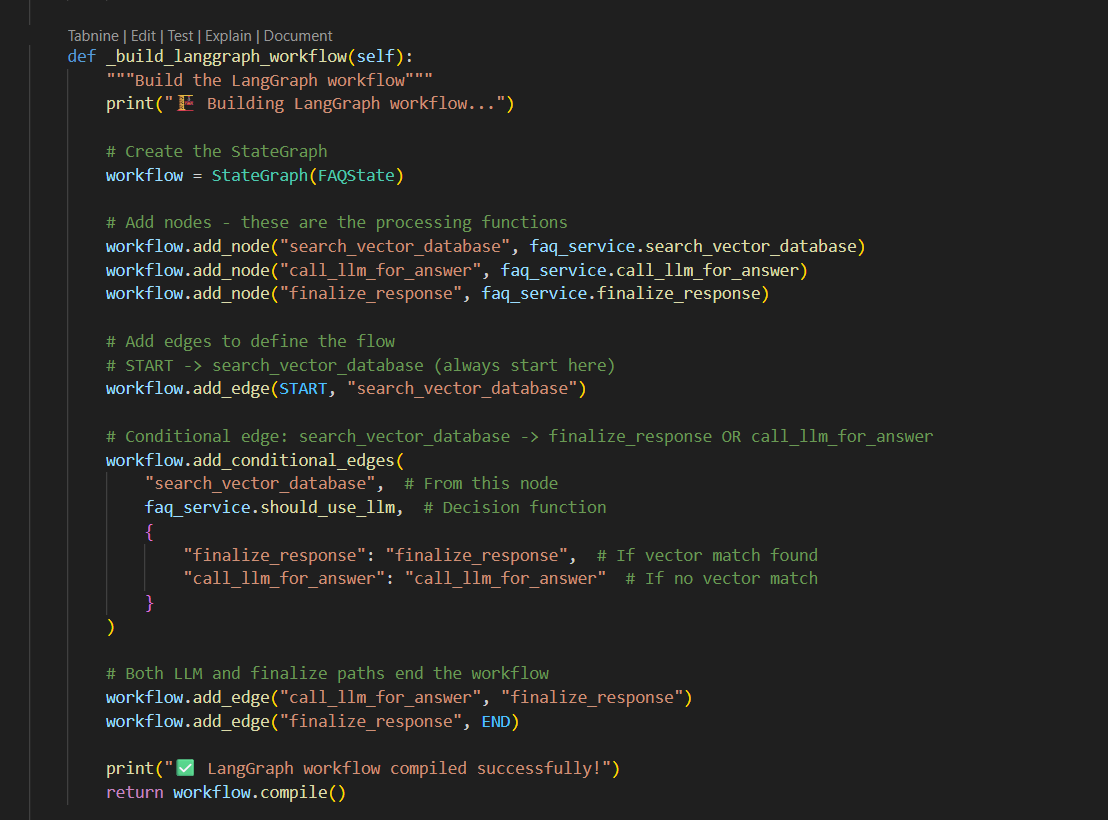 Tabnine | Edit | Test | Explain | Document
def _build_langgraph_workflow(self):
    """Build the LangGraph workflow"""
    print("🏗️ Building LangGraph workflow...")

    # Create the StateGraph
    workflow = StateGraph(FAQState)

    # Add nodes - these are the processing functions
    workflow.add_node("search_vector_database", faq_service.search_vector_database)
    workflow.add_node("call_llm_for_answer", faq_service.call_llm_for_answer)
    workflow.add_node("finalize_response", faq_service.finalize_response)

    # Add edges to define the flow
    # START -> search_vector_database (always start here)
    workflow.add_edge(START, "search_vector_database")

    # Conditional edge: search_vector_database -> finalize_response OR call_llm_for_answer
    workflow.add_conditional_edges(
        "search_vector_database",  # From this node
        faq_service.should_use_llm,  # Decision function
        {
            "finalize_response": "finalize_response",  # If vector match found
            "call_llm_for_answer": "call_llm_for_answer"  # If no vector match
        }
    )

    # Both LLM and finalize paths end the workflow
    workflow.add_edge("call_llm_for_answer", "finalize_response")
    workflow.add_edge("finalize_response", END)

    print("✅ LangGraph workflow compiled successfully!")
    return workflow.compile()